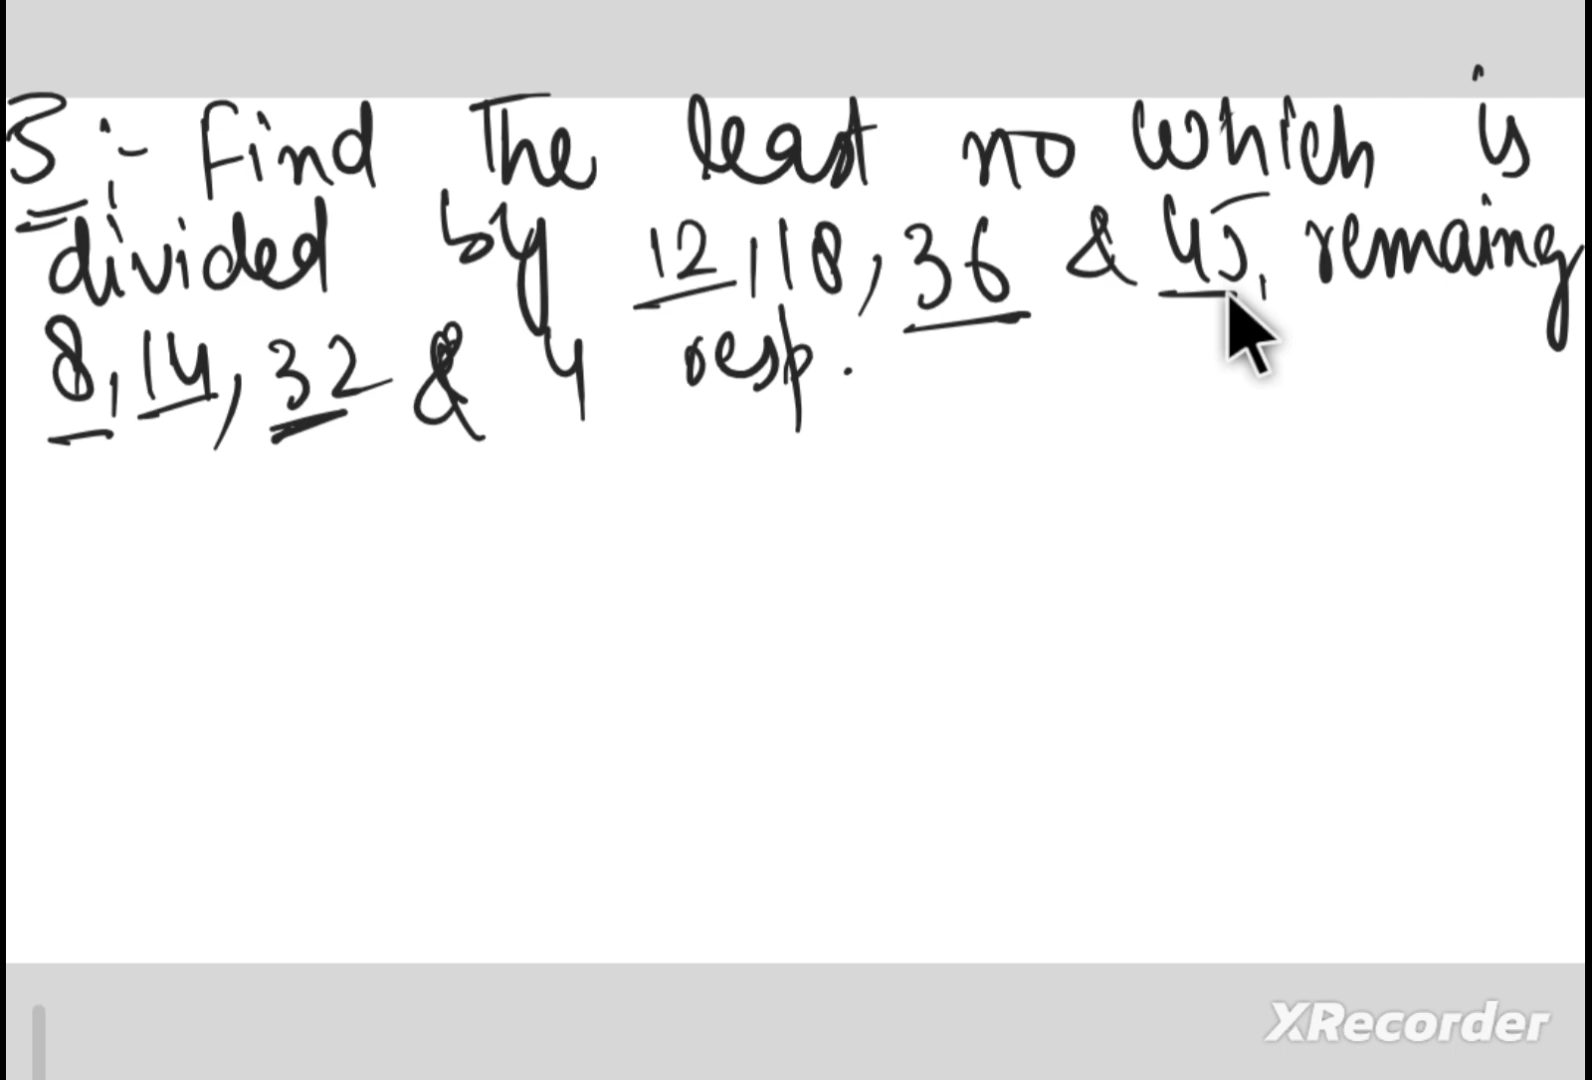 5:- Find The least no which is
divided by 12, 18, 36 & 45, remaing
8, 14, 32 & 4 resp.
XRecorder